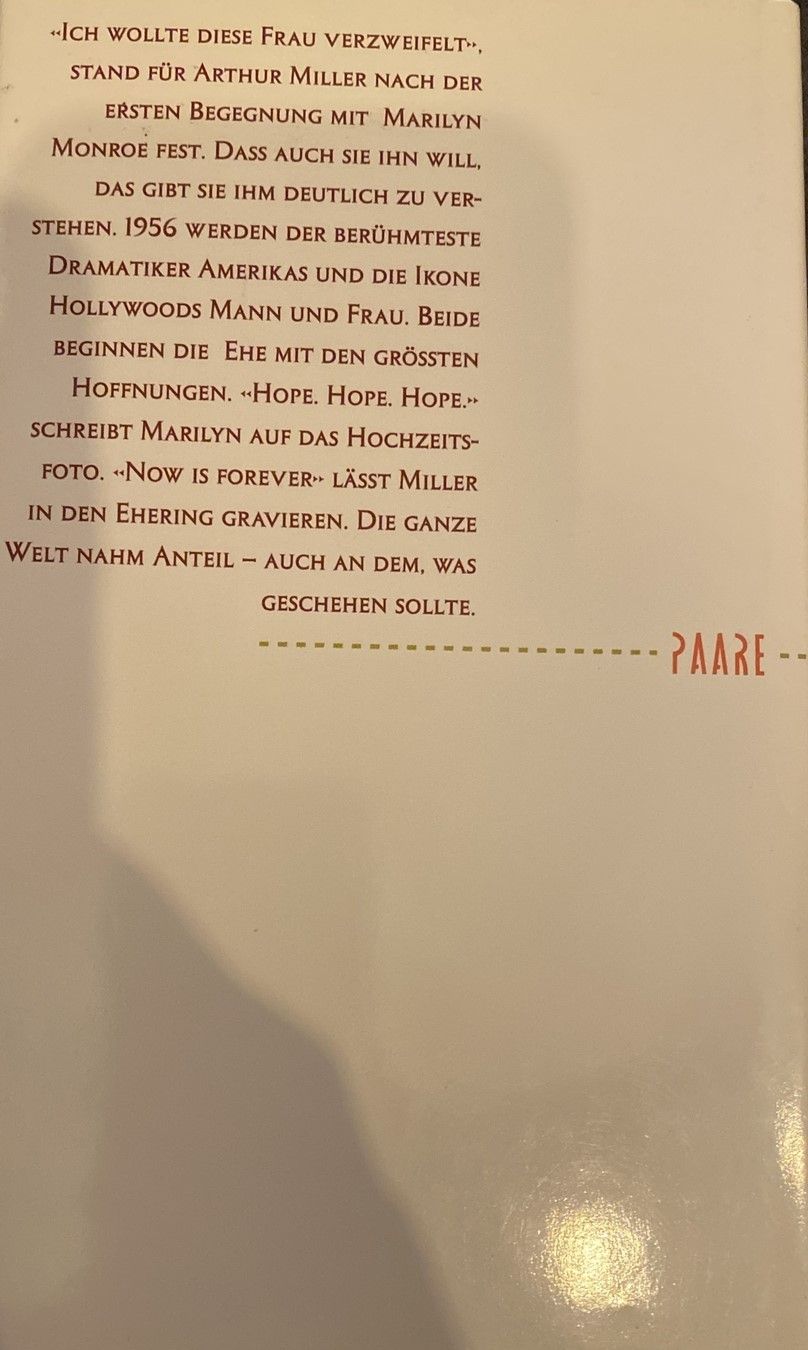 «Ich wollte diese Frau verzweifelt»,
stand für Arthur Miller nach der
ersten Begegnung mit Marilyn
Monroe fest. Dass auch sie ihn will,
das gibt sie ihm deutlich zu ver-
stehen. 1956 werden der berühmteste
Dramatiker Amerikas und die Ikone
Hollywoods Mann und Frau. Beide
beginnen die Ehe mit den grössten
Hoffnungen. «Hope. Hope. Hope.»
schreibt Marilyn auf das Hochzeits-
foto. «Now is forever» lässt Miller
in den Ehering gravieren. Die ganze
Welt nahm Anteil – auch an dem, was
geschehen sollte.
PAARE